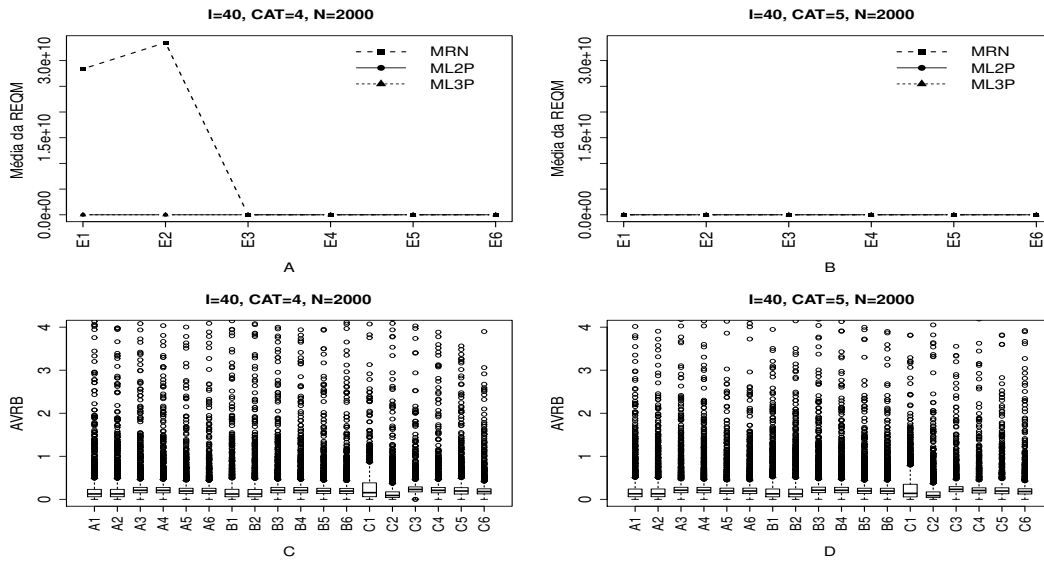 I=40, CAT=4, N=2000
Média da REQM
0.0e+00
1.5e+10
3.0e+10
MRN
ML2P
ML3P
E1 E2 E3 E4 E5 E6
A
I=40, CAT=5, N=2000
Média da REQM
0.0e+00
1.5e+10
3.0e+10
MRN
ML2P
ML3P
E1 E2 E3 E4 E5 E6
B
I=40, CAT=4, N=2000
AVRB
4
3
2
1
0
A1 A2 A3 A4 A5 A6 B1 B2 B3 B4 B5 B6 C1 C2 C3 C4 C5 C6
C
I=40, CAT=5, N=2000
AVRB
4
3
2
1
0
A1 A2 A3 A4 A5 A6 B1 B2 B3 B4 B5 B6 C1 C2 C3 C4 C5 C6
D